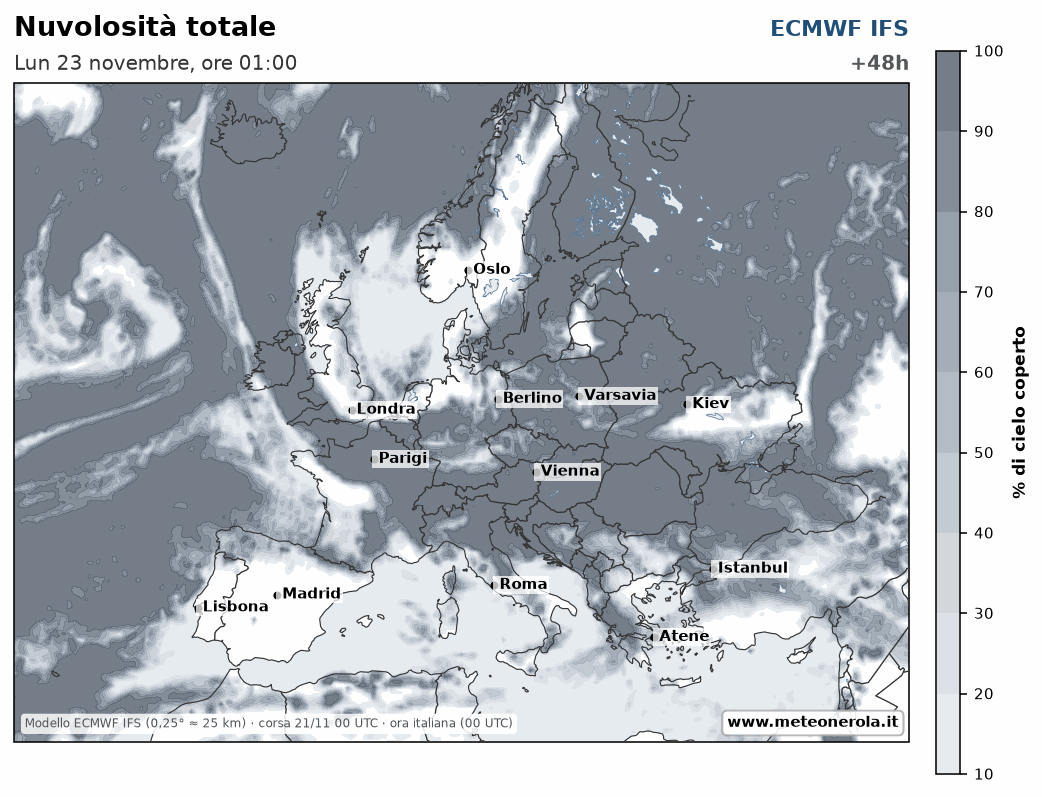 Nuvolosità totale
ECMWF IFS
Lun 23 novembre, ore 01:00
+48h
100
90
80
70
60
50
40
30
20
10
% di cielo coperto
Oslo
Londra
Berlino
Varsavia
Kiev
Parigi
Vienna
Istanbul
Roma
Madrid
Lisbona
Atene
Modello ECMWF IFS (0,25° ≈ 25 km) · corsa 21/11 00 UTC · ora italiana (00 UTC)
www.meteonerola.it